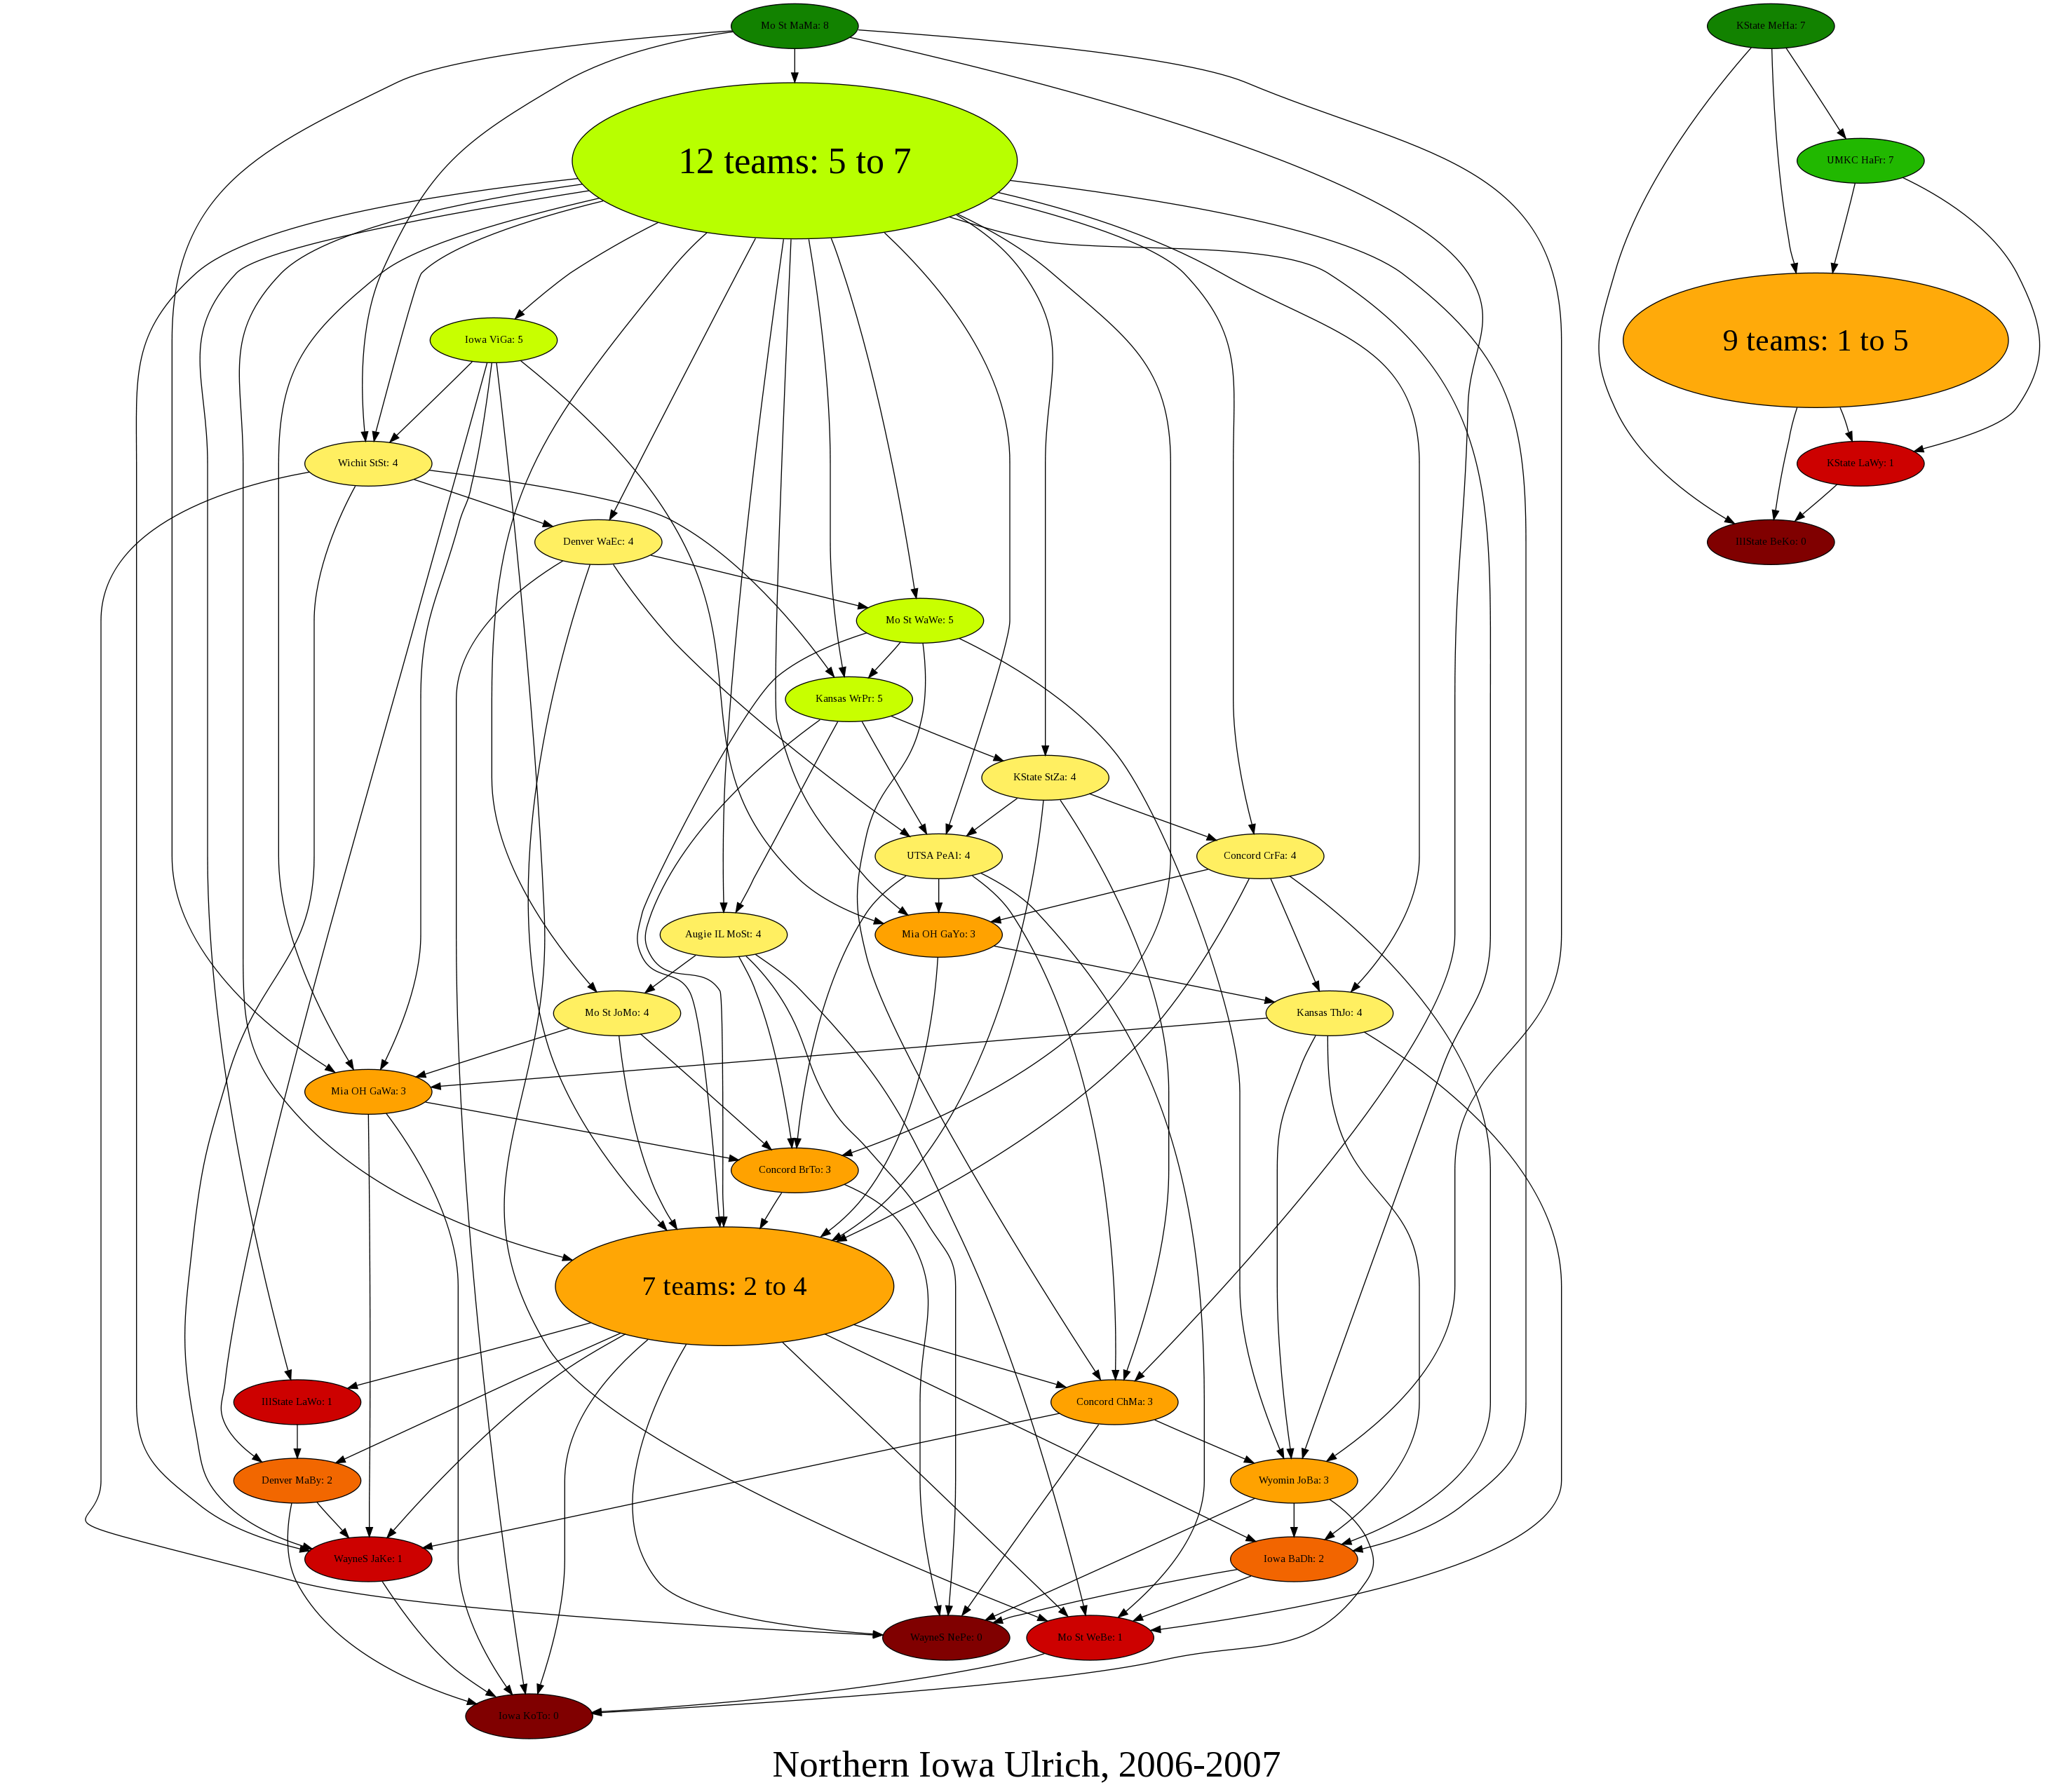 Mo St MaMa: 8
KState MeHa: 7
12 teams: 5 to 7
UMKC HaFr: 7
Iowa ViGa: 5
9 teams: 1 to 5
Wichit StSt: 4
KState LaWy: 1
Denver WaEc: 4
IllState BeKo: 0
Mo St WaWe: 5
Kansas WrPr: 5
KState StZa: 4
UTSA PeAl: 4
Concord CrFa: 4
Augie IL MoSt: 4
Mia OH GaYo: 3
Mo St JoMo: 4
Kansas ThJo: 4
Mia OH GaWa: 3
Concord BrTo: 3
7 teams: 2 to 4
IllState LaWo: 1
Concord ChMa: 3
Denver MaBy: 2
Wyomin JoBa: 3
WayneS JaKe: 1
Iowa BaDh: 2
WayneS NePe: 0
Mo St WeBe: 1
Iowa KoTo: 0
Northern Iowa Ulrich, 2006-2007